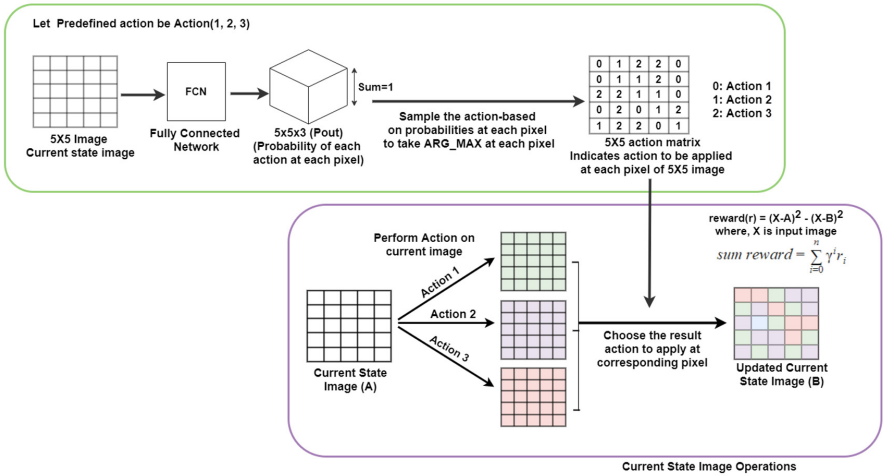 Let Predefined action be Action(1, 2, 3)
FCN
Sum=1
5X5 Image
Current state image
Fully Connected
Network
5x5x3 (Pout)
(Probability of each
action at each pixel)
Sample the action-based
on probabilities at each pixel
to take ARG_MAX at each pixel
0 1 2 2 0
0 1 1 2 0
2 2 1 1 0
0 2 0 1 2
1 2 2 0 1
0: Action 1
1: Action 2
2: Action 3
5X5 action matrix
Indicates action to be applied
at each pixel of 5X5 image
reward(r) = (X-A)² - (X-B)²
where, X is input image
sum reward = ∑ⁿᵢ₌₀ γⁱrᵢ
Perform Action on
current image
Action 1
Action 2
Action 3
Current State
Image (A)
Choose the result
action to apply at
corresponding pixel
Updated Current
State Image (B)
Current State Image Operations